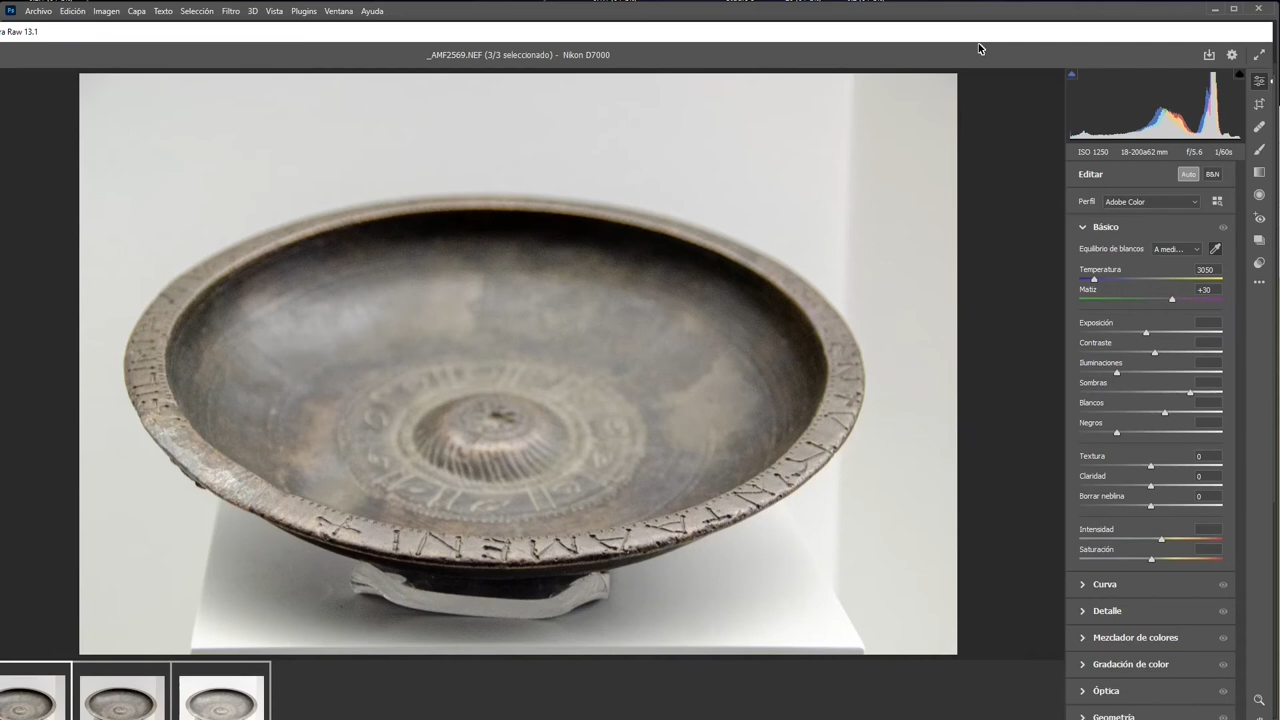 Ps Archivo Edición Imagen Capa Texto Selección Filtro 3D Vista Plugins Ventana Ayuda
ra Raw 13.1
_AMF2569.NEF (3/3 seleccionado) - Nikon D7000
ISO 1250 18-200a62 mm f/5.6 1/60s
Editar Auto B&N
Perfil Adobe Color
Básico
Equilibrio de blancos A medi...
Temperatura 3050
Matiz +30
Exposición
Contraste
Iluminaciones
Sombras
Blancos
Negros
Textura 0
Claridad 0
Borrar neblina 0
Intensidad
Saturación
Curva
Detalle
Mezclador de colores
Gradación de color
Óptica
Geometría